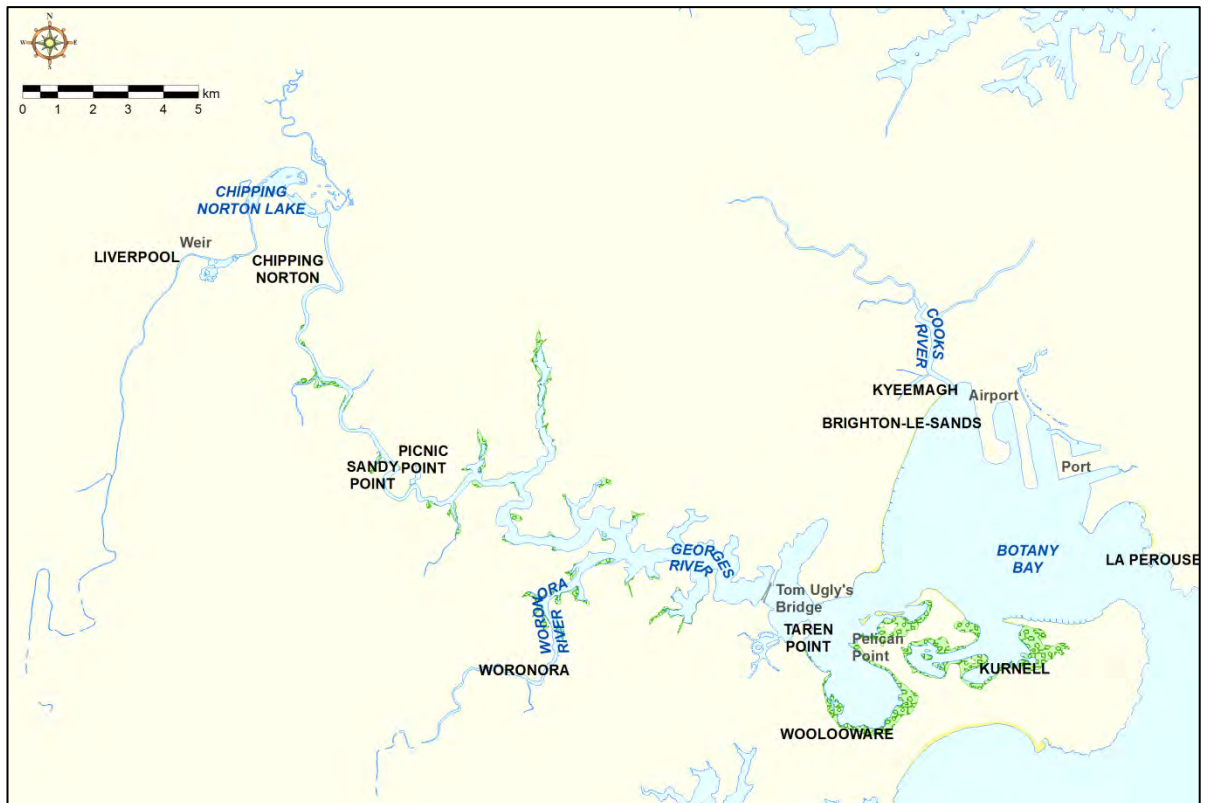 N
W E
S
km
0 1 2 3 4 5
CHIPPING
NORTON LAKE
Weir
LIVERPOOL
CHIPPING
NORTON
COOKS
RIVER
KYEEMAGH
Airport
BRIGHTON-LE-SANDS
PICNIC
POINT
SANDY
POINT
Port
GEORGES
RIVER
BOTANY
BAY
LA PEROUSE
WORONORA
RIVER
Tom Ugly's
Bridge
TAREN
POINT
Pelican
Point
WORONORA
KURNELL
WOOLOOWARE